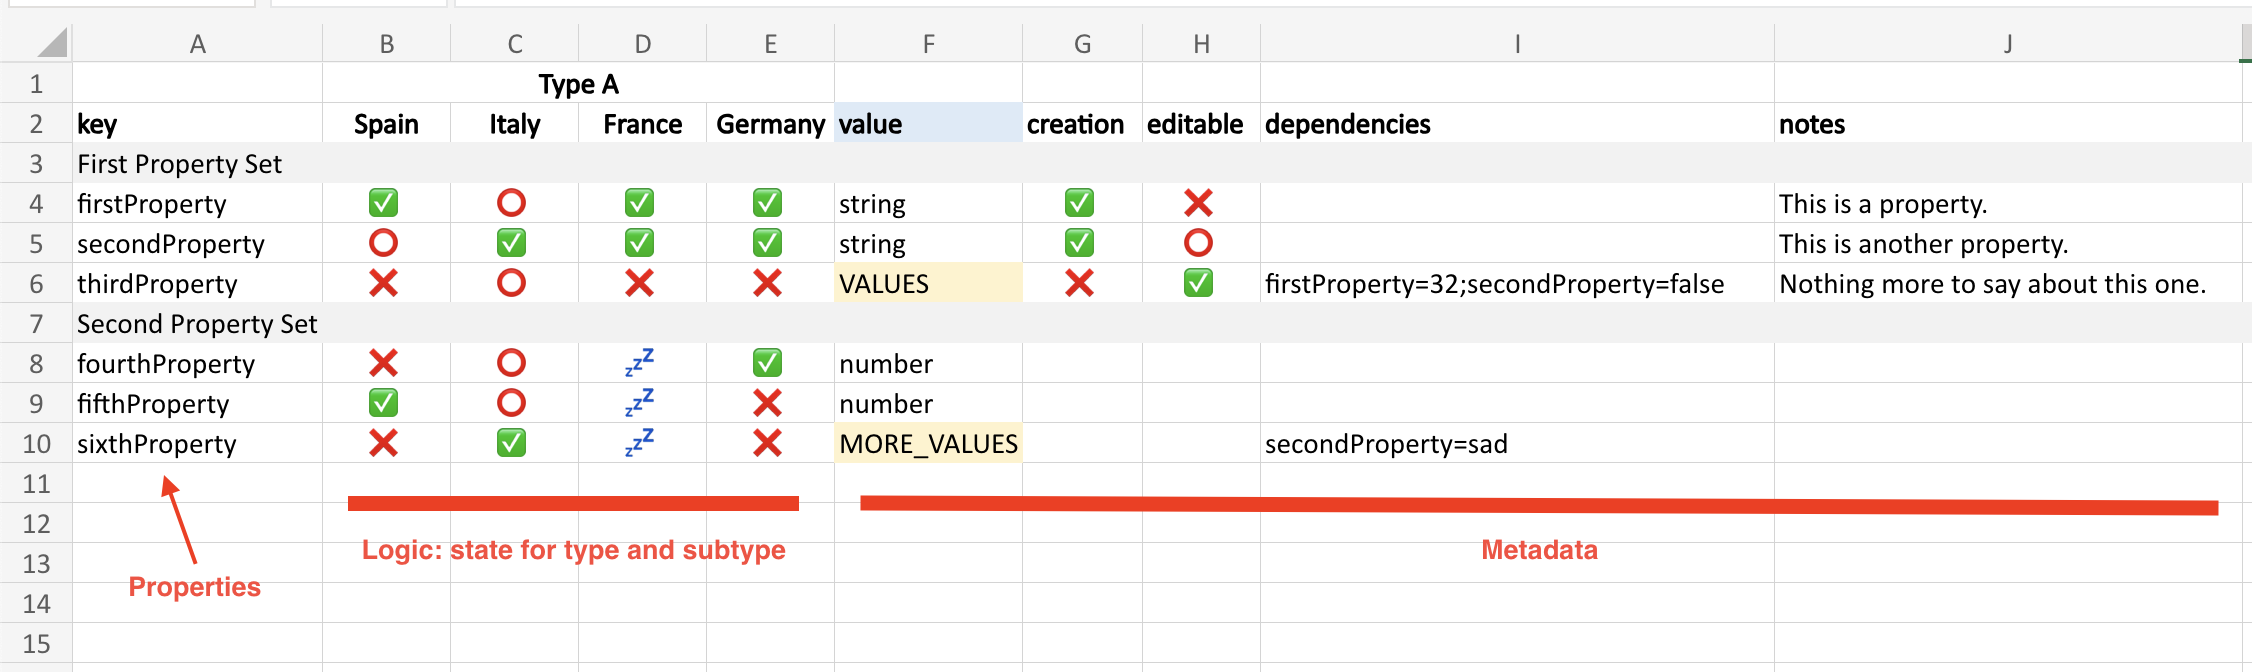 A B C D E F G H I J
1 Type A
2 key Spain Italy France Germany value creation editable dependencies notes
3 First Property Set
4 firstProperty ✅ ⭕ ✅ ✅ string ✅ ❌ This is a property.
5 secondProperty ⭕ ✅ ✅ ✅ string ✅ ⭕ This is another property.
6 thirdProperty ❌ ⭕ ❌ ❌ VALUES ❌ ✅ firstProperty=32;secondProperty=false Nothing more to say about this one.
7 Second Property Set
8 fourthProperty ❌ ⭕ 💤 ✅ number
9 fifthProperty ✅ ⭕ 💤 ❌ number
10 sixthProperty ❌ ✅ 💤 ❌ MORE_VALUES secondProperty=sad
11
12
13 Logic: state for type and subtype Metadata
Properties
14
15